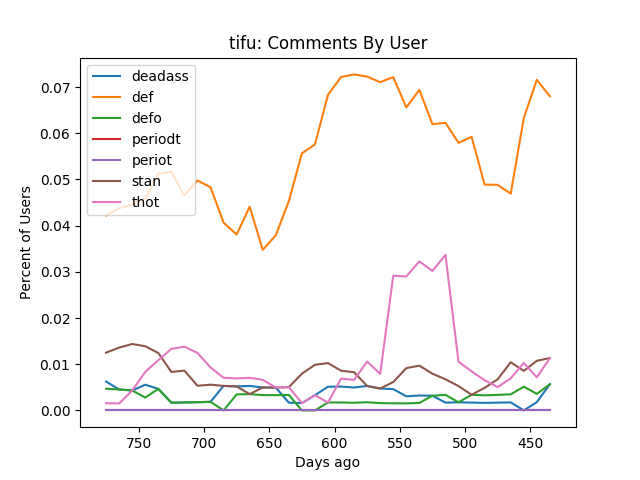 tifu: Comments By User
deadass
def
defo
periodt
periot
stan
thot
Percent of Users
0.07
0.06
0.05
0.04
0.03
0.02
0.01
0.00
750 700 650 600 550 500 450
Days ago